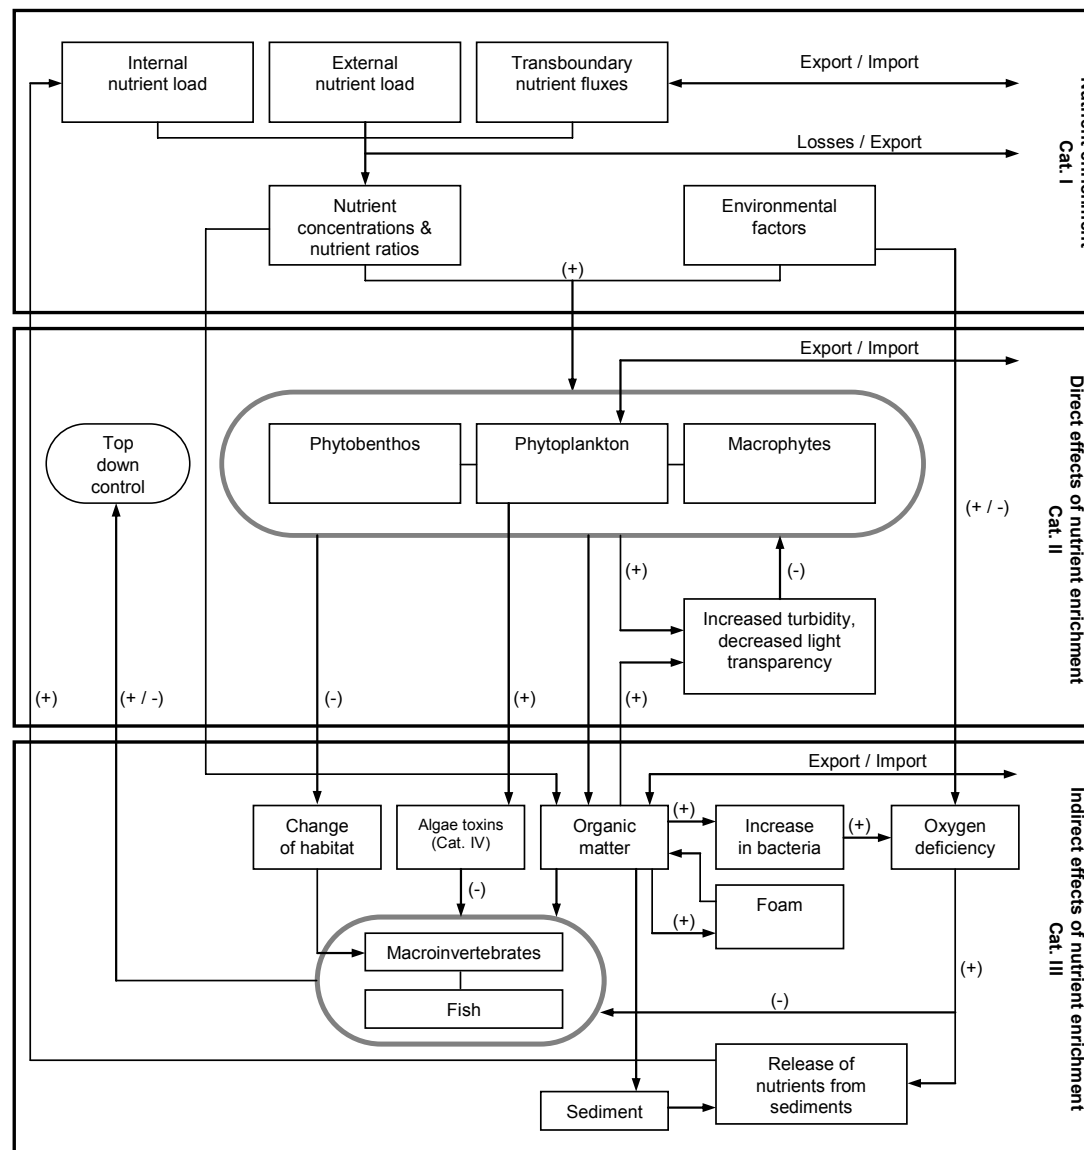 Internal
nutrient load
External
nutrient load
Transboundary
nutrient fluxes
Export / Import
Losses / Export
Cat. I
Nutrient
concentrations &
nutrient ratios
Environmental
factors
(+)
Export / Import
Direct effects of nutrient enrichment
Cat. II
Top
down
control
Phytobenthos
Phytoplankton
Macrophytes
(+ / -)
(+)
(-)
Increased turbidity,
decreased light
transparency
(+)
(+ / -)
(-)
(+)
(+)
Export / Import
Indirect effects of nutrient enrichment
Cat. III
Change
of habitat
Algae toxins
(Cat. IV)
Organic
matter
(+)
Increase
in bacteria
(+)
Oxygen
deficiency
(-)
(+)
Foam
Macroinvertebrates
Fish
(+)
(-)
Release of
nutrients from
sediments
Sediment